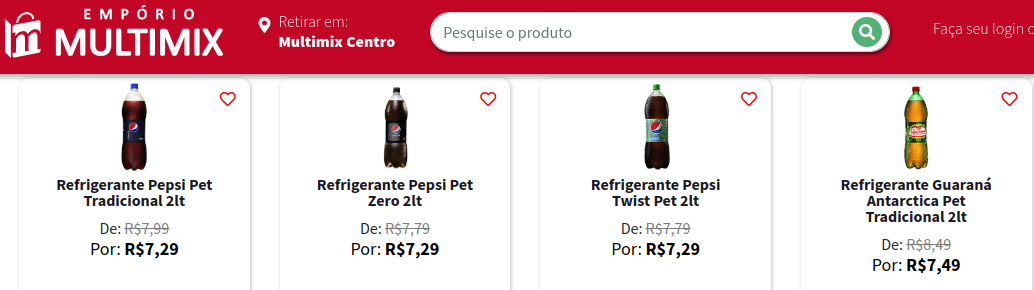 EMPÓRIO
MULTIMIX
Retirar em:
Multimix Centro
Pesquise o produto
Faça seu login o
Refrigerante Pepsi Pet
Tradicional 2lt
De: R$7,99
Por: R$7,29
Refrigerante Pepsi Pet
Zero 2lt
De: R$7,79
Por: R$7,29
Refrigerante Pepsi
Twist Pet 2lt
De: R$7,79
Por: R$7,29
Refrigerante Guaraná
Antarctica Pet
Tradicional 2lt
De: R$8,49
Por: R$7,49